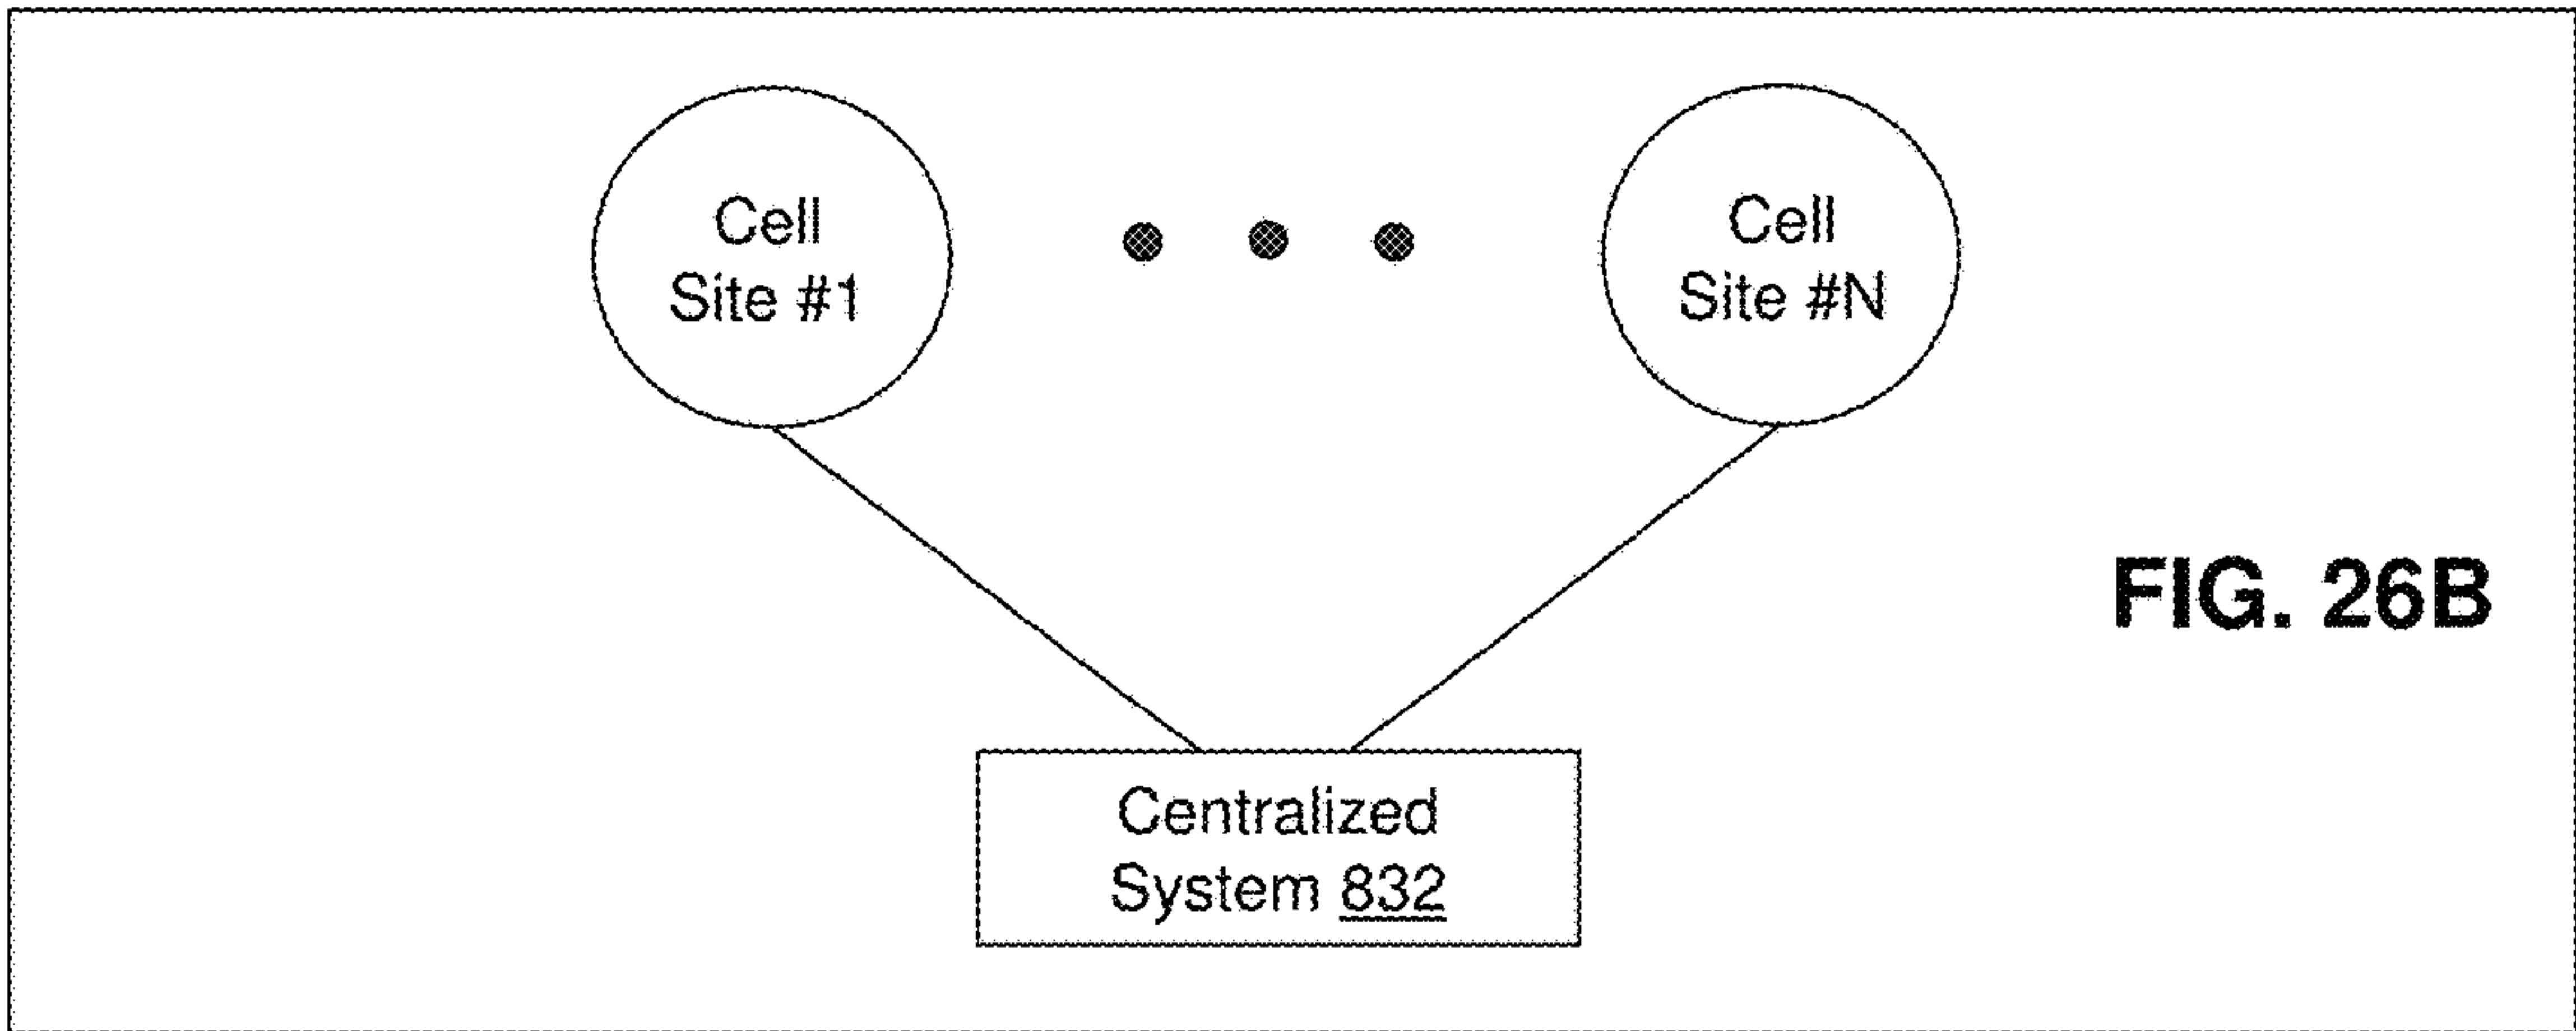 Cell
Site #1
Cell
Site #N
FIG. 26B
Centralized
System 832